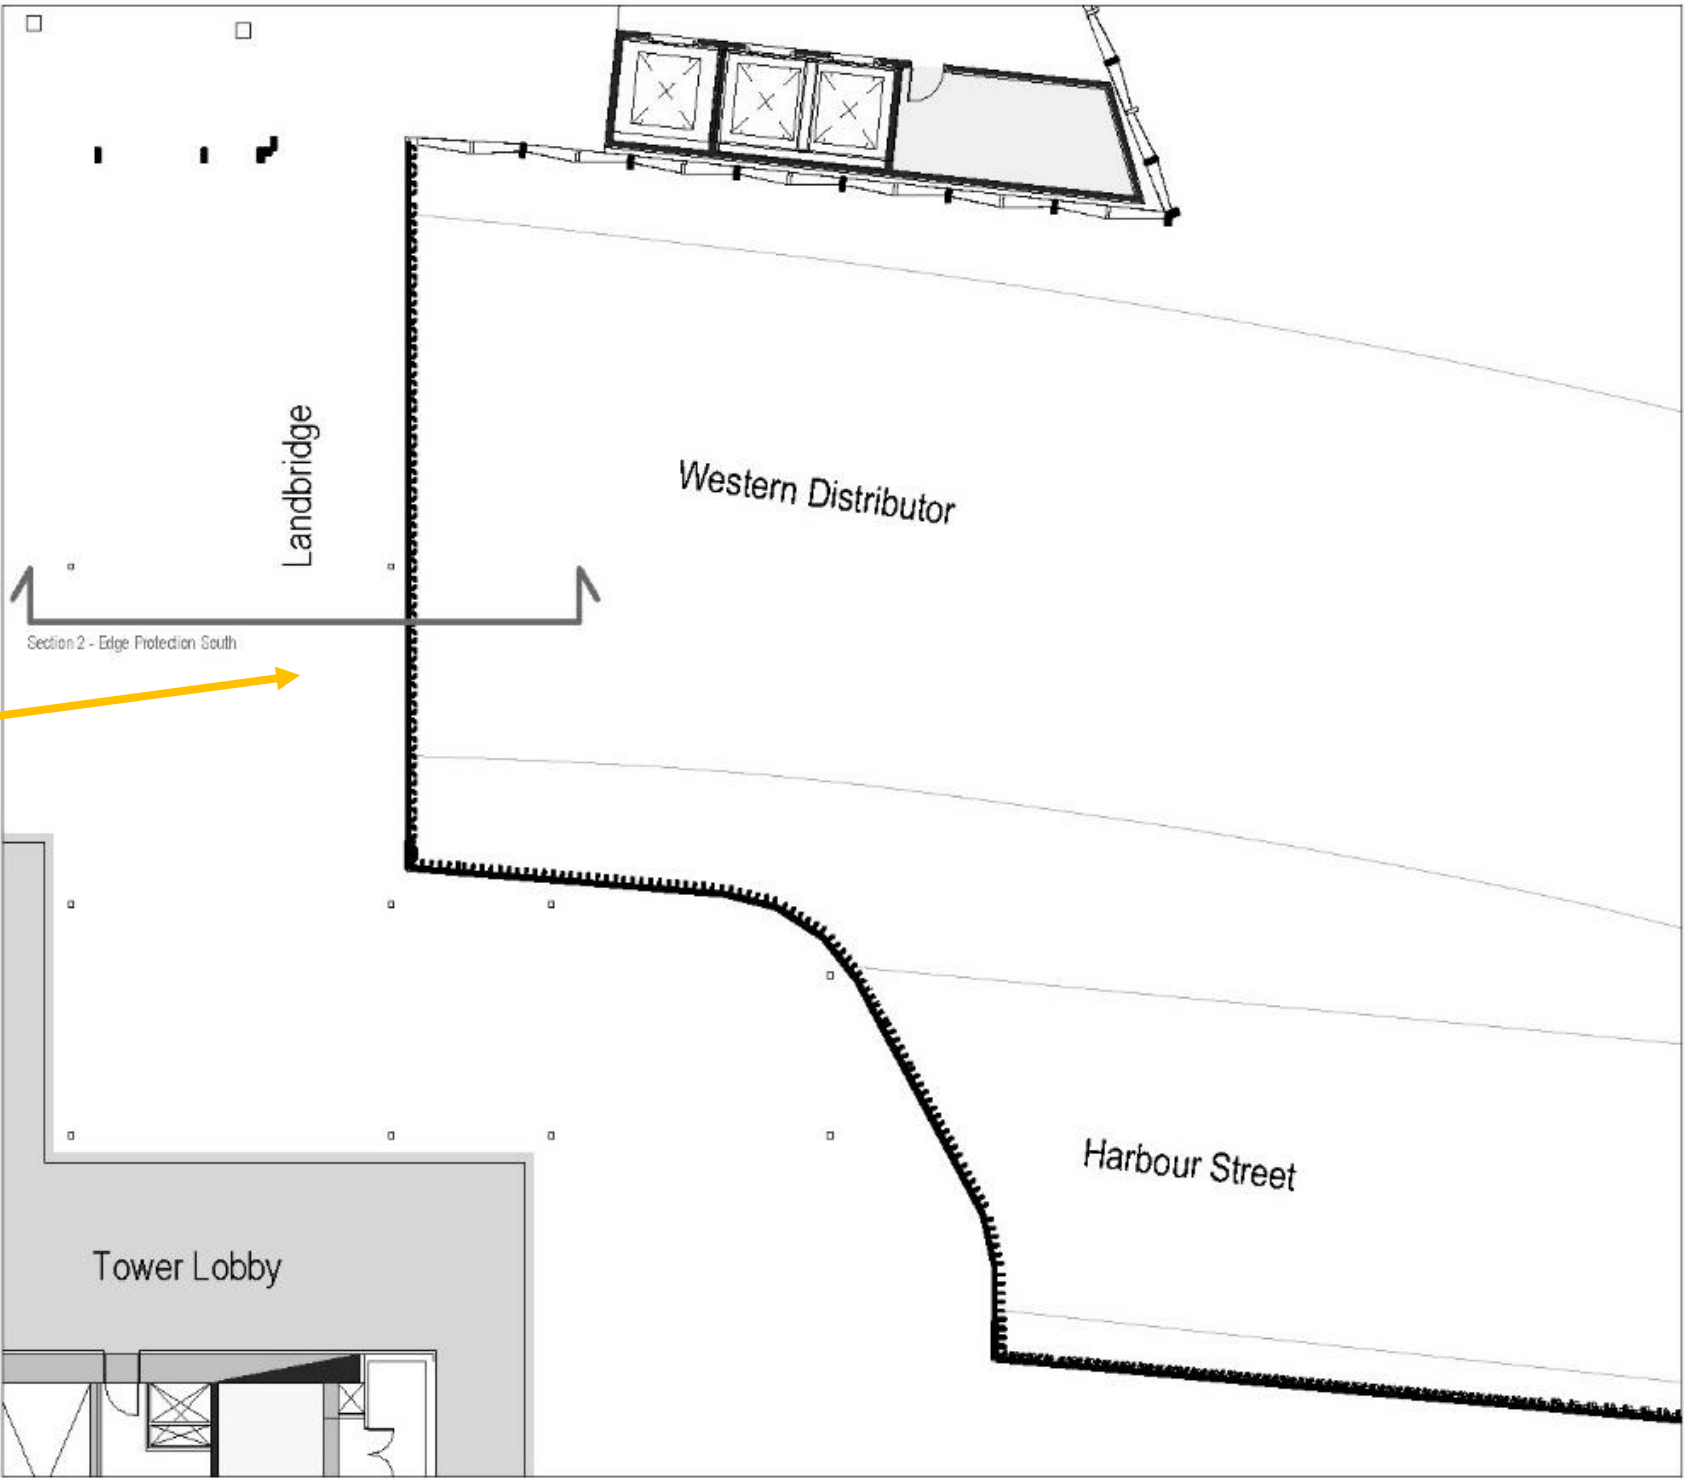 Landbridge
Western Distributor
Section 2 - Edge Protection South
Harbour Street
Tower Lobby